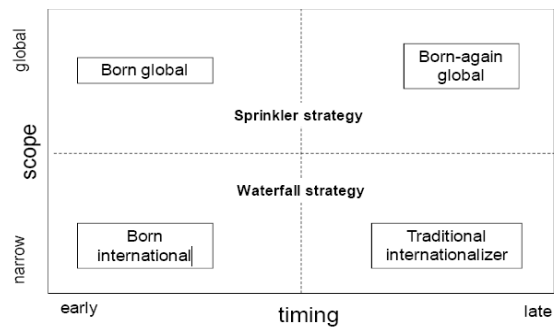 global
Born global
Born-again
global
Sprinkler strategy
scope
Waterfall strategy
narrow
Born
international
Traditional
internationalizer
early
timing
late